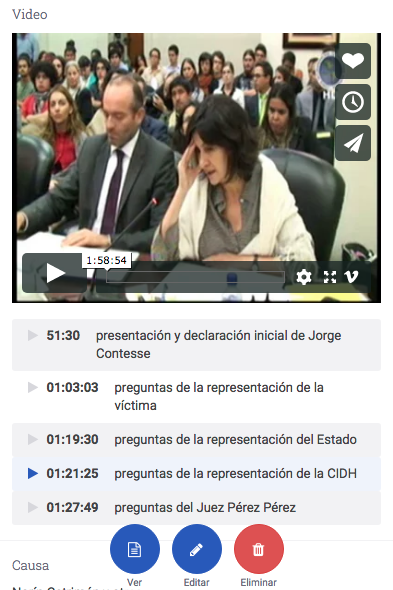 Video
1:58:54
51:30 presentación y declaración inicial de Jorge
Contesse
01:03:03 preguntas de la representación de la
víctima
01:19:30 preguntas de la representación del Estado
01:21:25 preguntas de la representación de la CIDH
01:27:49 preguntas del Juez Pérez Pérez
Causa
Ver Editar Eliminar